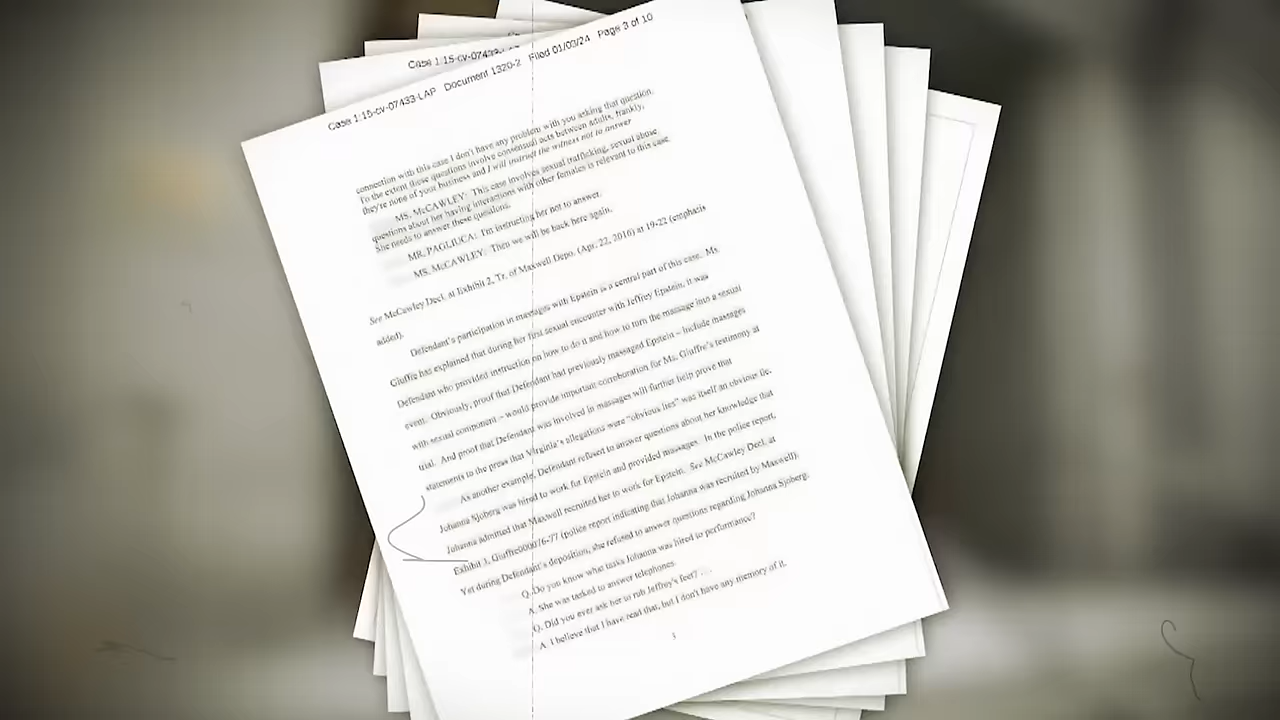 Case 1:15-cv-07433-L
Case 1:15-cv-07433-LAP Document 1320-2 Filed 01/03/24 Page 3 of 10
connection with this case I don't have any problem with you asking that question.
To the extent these questions involve consensual acts between adults, frankly,
they're none of your business and I will instruct the witness not to answer
MS. McCAWLEY: This case involves sexual trafficking, sexual abuse,
questions about her having interactions with other females is relevant to this case.
She needs to answer these questions.
MR. PAGLIUCA: I'm instructing her not to answer.
MS. McCAWLEY: Then we will be back here again.
See McCawley Decl. at Exhibit 2, Tr. of Maxwell Depo. (Apr. 22, 2016) at 19-22 (emphasis
added).
Defendant's participation in massages with Epstein is a central part of this case. Ms.
Giuffre has explained that during her first sexual encounter with Jeffrey Epstein, it was
Defendant who provided instruction on how to do it and how to turn the massage into a sexual
event. Obviously, proof that Defendant had previously massaged Epstein – include massages
with sexual component – would provide important corroboration for Ms. Giuffre's testimony at
trial. And proof that Defendant was involved in massages will further help prove that
statements to the press that Virginia's allegations were "obvious lies" was itself an obvious lie.
As another example, Defendant refused to answer questions about her knowledge that
Johanna Sjoberg was hired to work for Epstein and provided massages. In the police report,
Johanna admitted that Maxwell recruited her to work for Epstein. See McCawley Decl. at
Exhibit 1, Giuffre000076-77 (police report indicating that Johanna was recruited by Maxwell).
Yet during Defendant's deposition, she refused to answer questions regarding Johanna Sjoberg.
Q. Do you know what tasks Johanna was hired to performance?
A. She was tasked to answer telephones.
Q. Did you ever ask her to rub Jeffrey's feet? . . .
A. I believe that I have read that, but I don't have any memory of it.
3